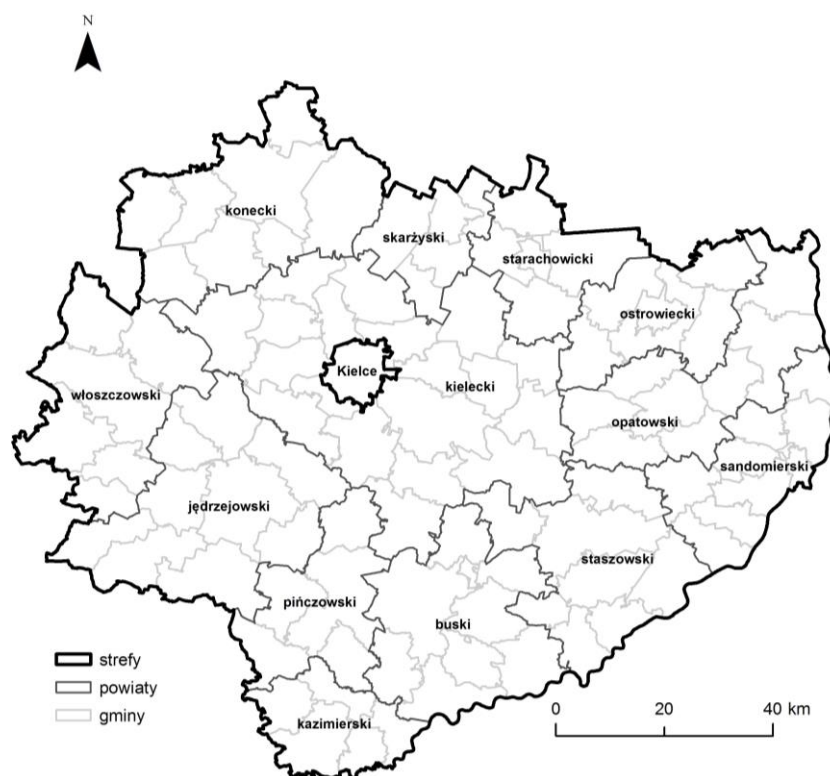 N
konecki
skarżyski
starachowicki
ostrowiecki
Kielce
kielecki
włoszczowski
opatowski
sandomierski
jędrzejowski
staszowski
pińczowski
buski
kazimierski
strefy
powiaty
gminy
0 20 40 km